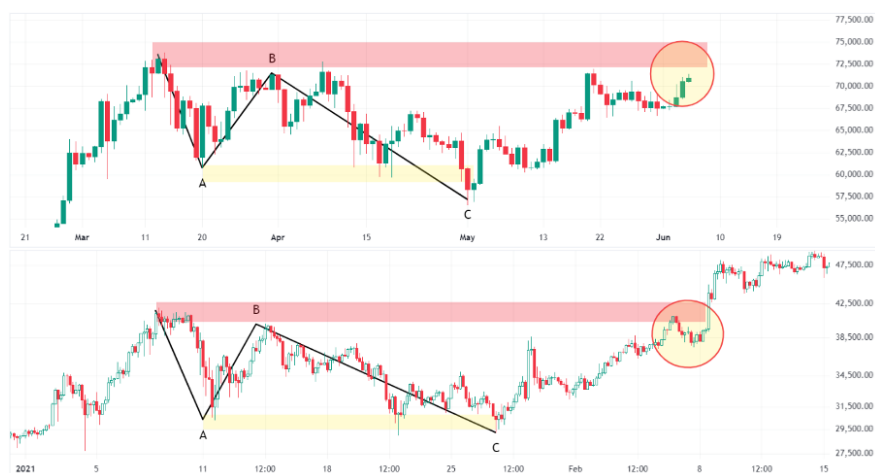 77,500.00
75,000.00
72,500.00
70,000.00
67,500.00
65,000.00
62,500.00
60,000.00
57,500.00
55,000.00
B
A
C
21 Mar 11 20 Apr 15 May 13 22 Jun 10 19
47,500.00
42,500.00
38,500.00
34,500.00
31,500.00
29,500.00
27,500.00
B
A
C
2021 5 11 12:00 18 12:00 25 12:00 Feb 12:00 8 12:00 15